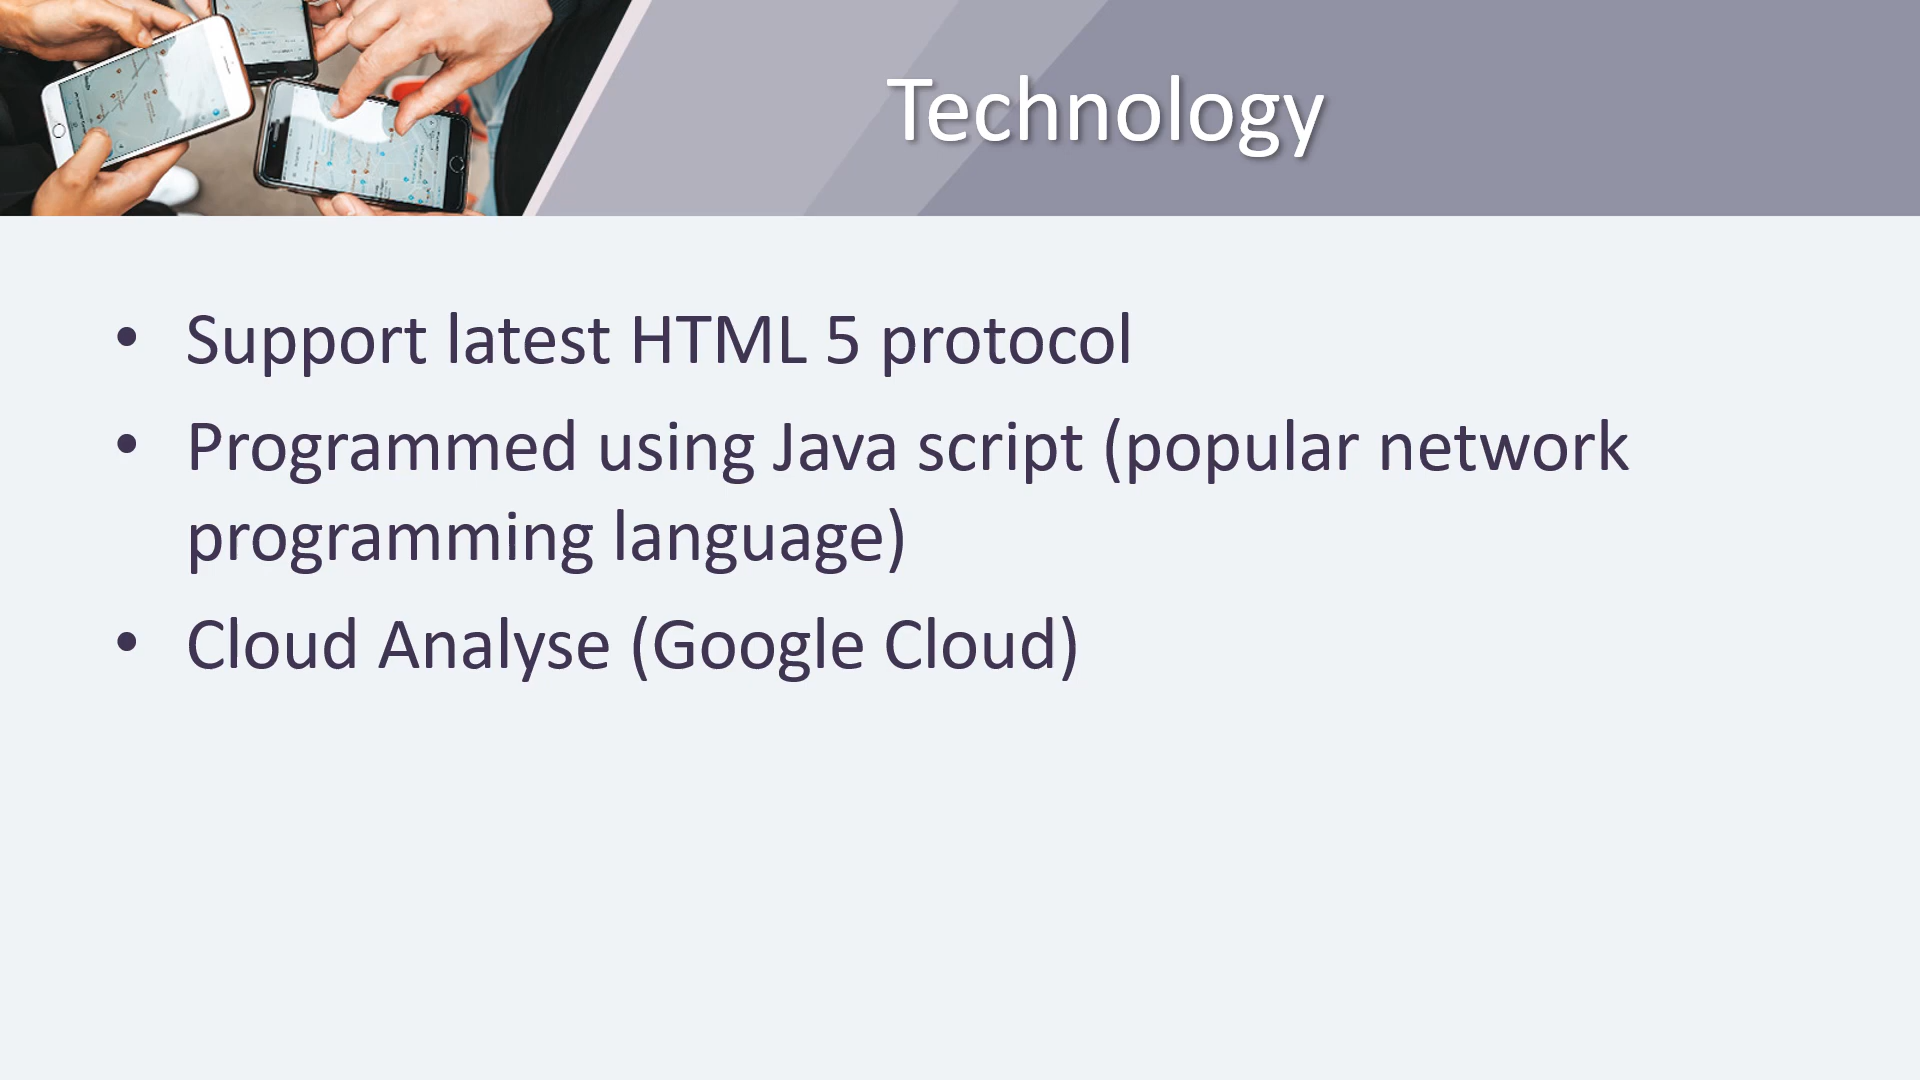 Technology
• Support latest HTML 5 protocol
• Programmed using Java script (popular network
programming language)
• Cloud Analyse (Google Cloud)